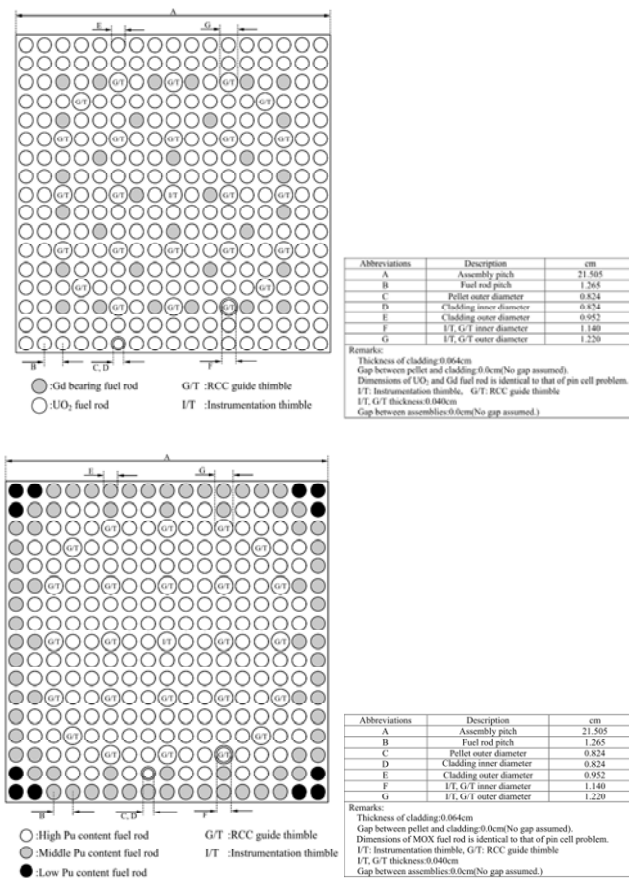 A
E
G
G/T G/T G/T
G/T G/T
G/T G/T G/T G/T G/T
G/T G/T I/T G/T G/T
G/T G/T G/T G/T G/T
G/T G/T
G/T G/T G/T
B
C, D
F
:Gd bearing fuel rod G/T :RCC guide thimble
:UO2 fuel rod I/T :Instrumentation thimble
Abbreviations Description cm
A Assembly pitch 21.505
B Fuel rod pitch 1.265
C Pellet outer diameter 0.824
D Cladding inner diameter 0.824
E Cladding outer diameter 0.952
F I/T, G/T inner diameter 1.140
G I/T, G/T outer diameter 1.220
Remarks:
Thickness of cladding:0.064cm
Gap between pellet and cladding:0.0cm(No gap assumed).
Dimensions of UO2 and Gd fuel rod is identical to that of pin cell problem.
I/T: Instrumentation thimble, G/T: RCC guide thimble
I/T, G/T thickness:0.040cm
Gap between assemblies:0.0cm(No gap assumed.)
A
E
G
G/T G/T G/T
G/T G/T
G/T G/T G/T G/T G/T
G/T G/T I/T G/T G/T
G/T G/T G/T G/T G/T
G/T G/T
G/T G/T G/T
B
C, D
F
:High Pu content fuel rod G/T :RCC guide thimble
:Middle Pu content fuel rod I/T :Instrumentation thimble
:Low Pu content fuel rod
Abbreviations Description cm
A Assembly pitch 21.505
B Fuel rod pitch 1.265
C Pellet outer diameter 0.824
D Cladding inner diameter 0.824
E Cladding outer diameter 0.952
F I/T, G/T inner diameter 1.140
G I/T, G/T outer diameter 1.220
Remarks:
Thickness of cladding:0.064cm
Gap between pellet and cladding:0.0cm(No gap assumed).
Dimensions of MOX fuel rod is identical to that of pin cell problem.
I/T: Instrumentation thimble, G/T: RCC guide thimble
I/T, G/T thickness:0.040cm
Gap between assemblies:0.0cm(No gap assumed.)